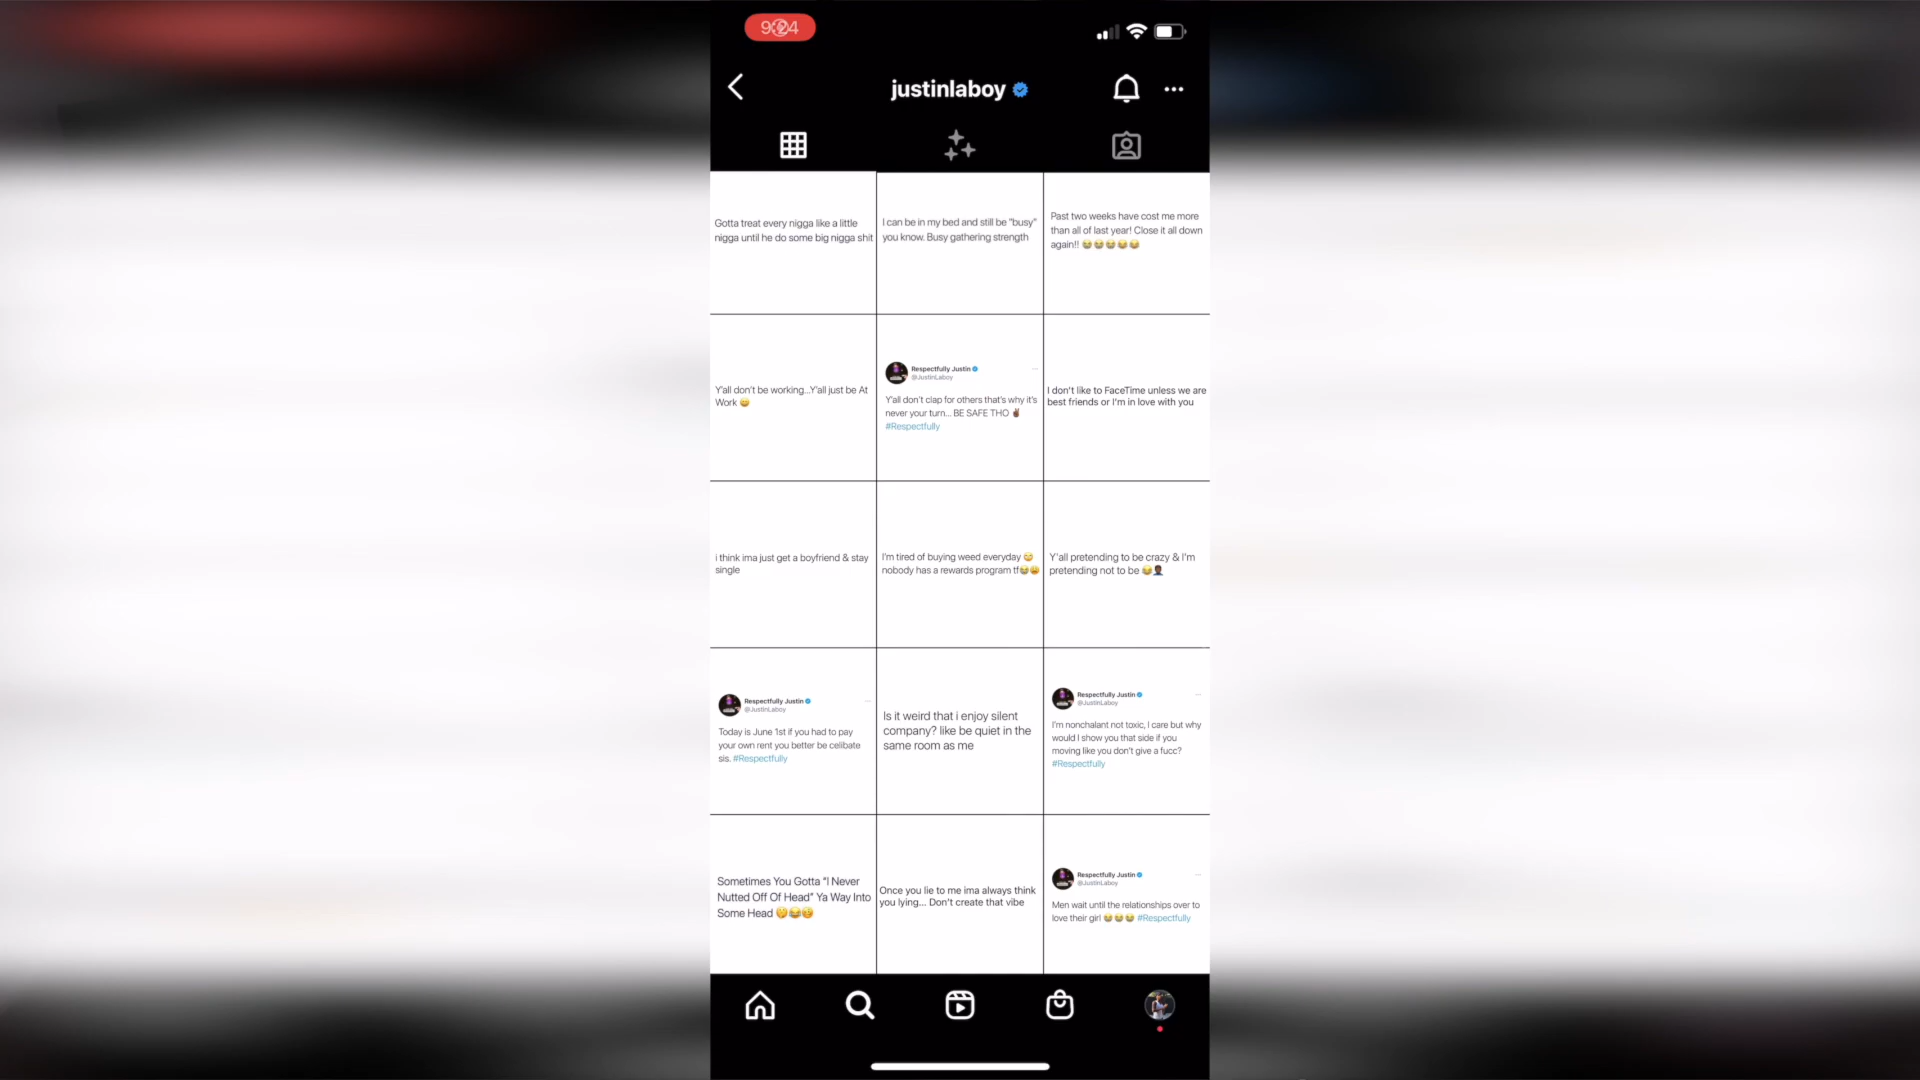 justinlaboy
Gotta treat every nigga like a little
nigga until he do some big nigga shit
I can be in my bed and still be "busy"
you know. Busy gathering strength
Past two weeks have cost me more
than all of last year! Close it all down
again!! 😭😭😭😂😂
Y'all don't be working...Y'all just be At
Work 😄
Respectfully Justin
@JustinLaboy
Y'all don't clap for others that's why it's
never your turn... BE SAFE THO ✌🏾
#Respectfully
I don't like to FaceTime unless we are
best friends or I'm in love with you
i think ima just get a boyfriend & stay
single
I'm tired of buying weed everyday 😋
nobody has a rewards program tf😭😩
Y'all pretending to be crazy & I'm
pretending not to be 😂🤦🏾‍♂️
Respectfully Justin
@JustinLaboy
Today is June 1st if you had to pay
your own rent you better be celibate
sis. #Respectfully
Is it weird that i enjoy silent
company? like be quiet in the
same room as me
Respectfully Justin
@JustinLaboy
I'm nonchalant not toxic, I care but why
would I show you that side if you
moving like you don't give a fucc?
#Respectfully
Sometimes You Gotta "I Never
Nutted Off Of Head" Ya Way Into
Some Head 🤔😂😘
Once you lie to me ima always think
you lying... Don't create that vibe
Respectfully Justin
@JustinLaboy
Men wait until the relationships over to
love their girl 😂😂😂 #Respectfully